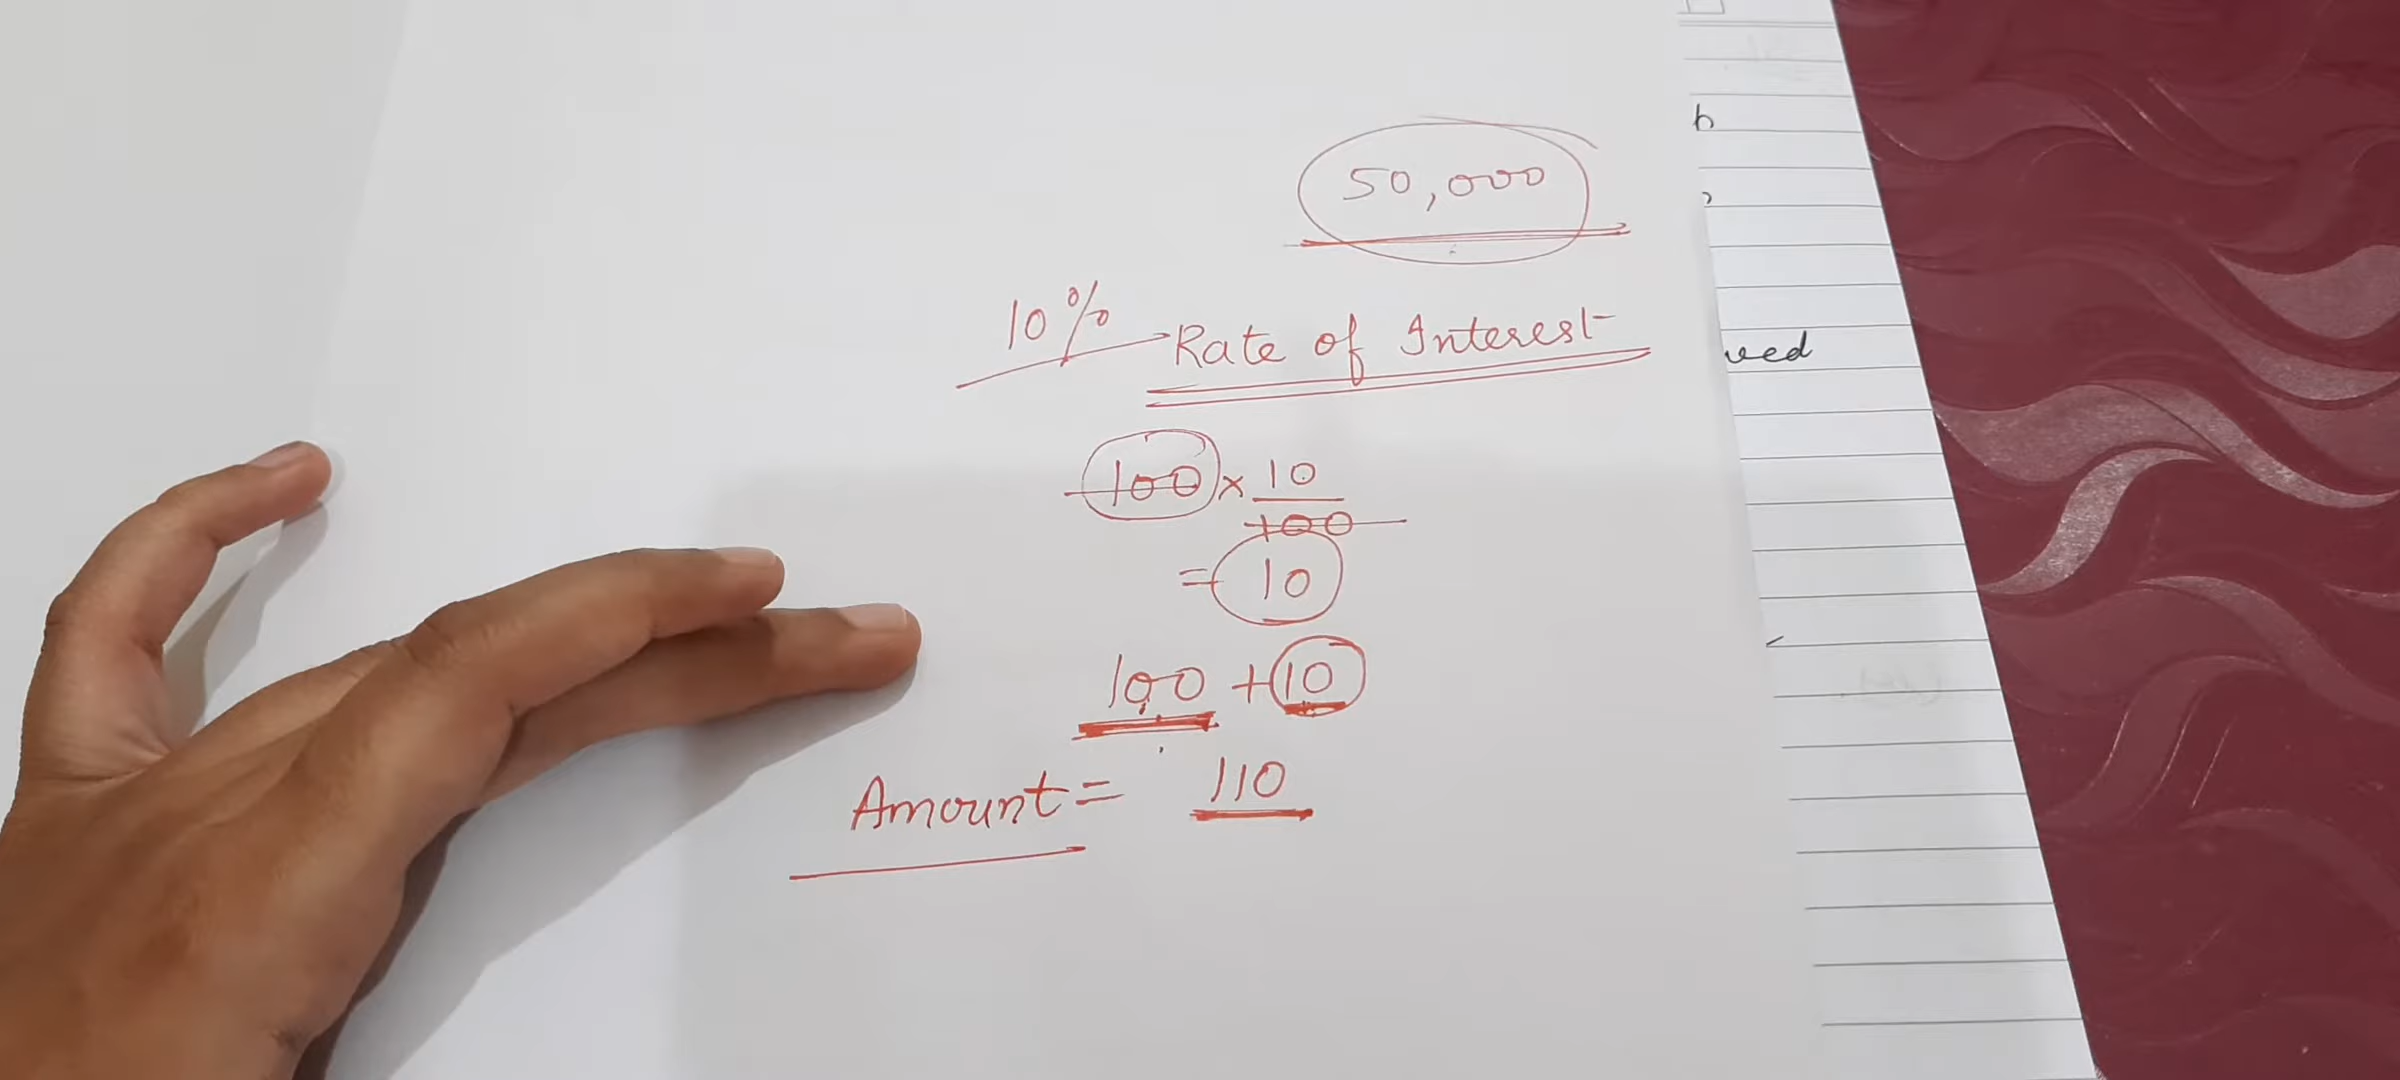 50,000
10% Rate of Interest
100 × 10
100
= 10
100 + 10
Amount = 110
h
ved